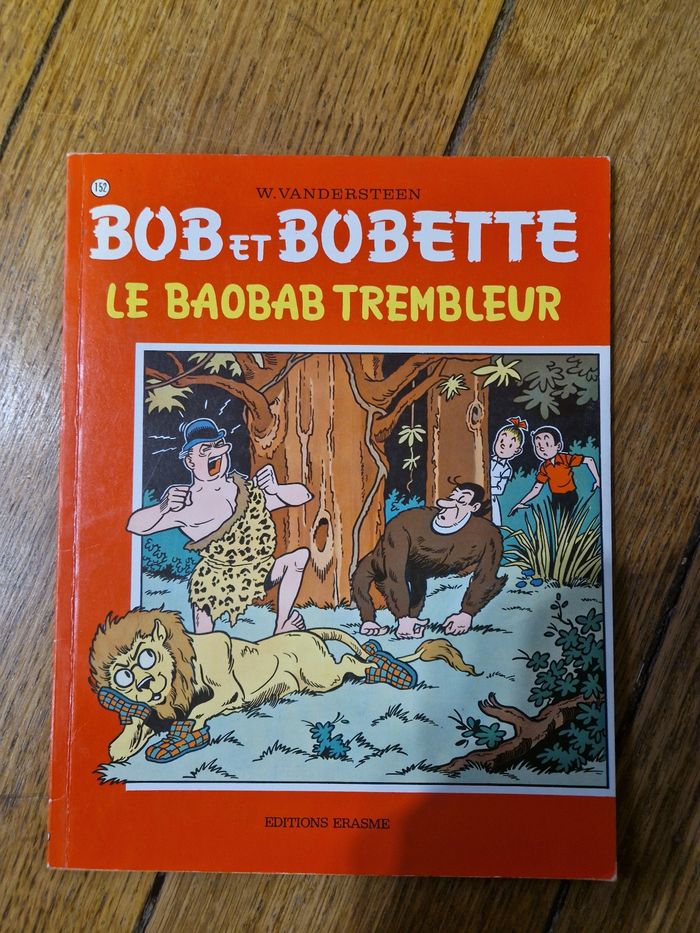 152
W. VANDERSTEEN
BOB ET BOBETTE
LE BAOBAB TREMBLEUR
EDITIONS ERASME